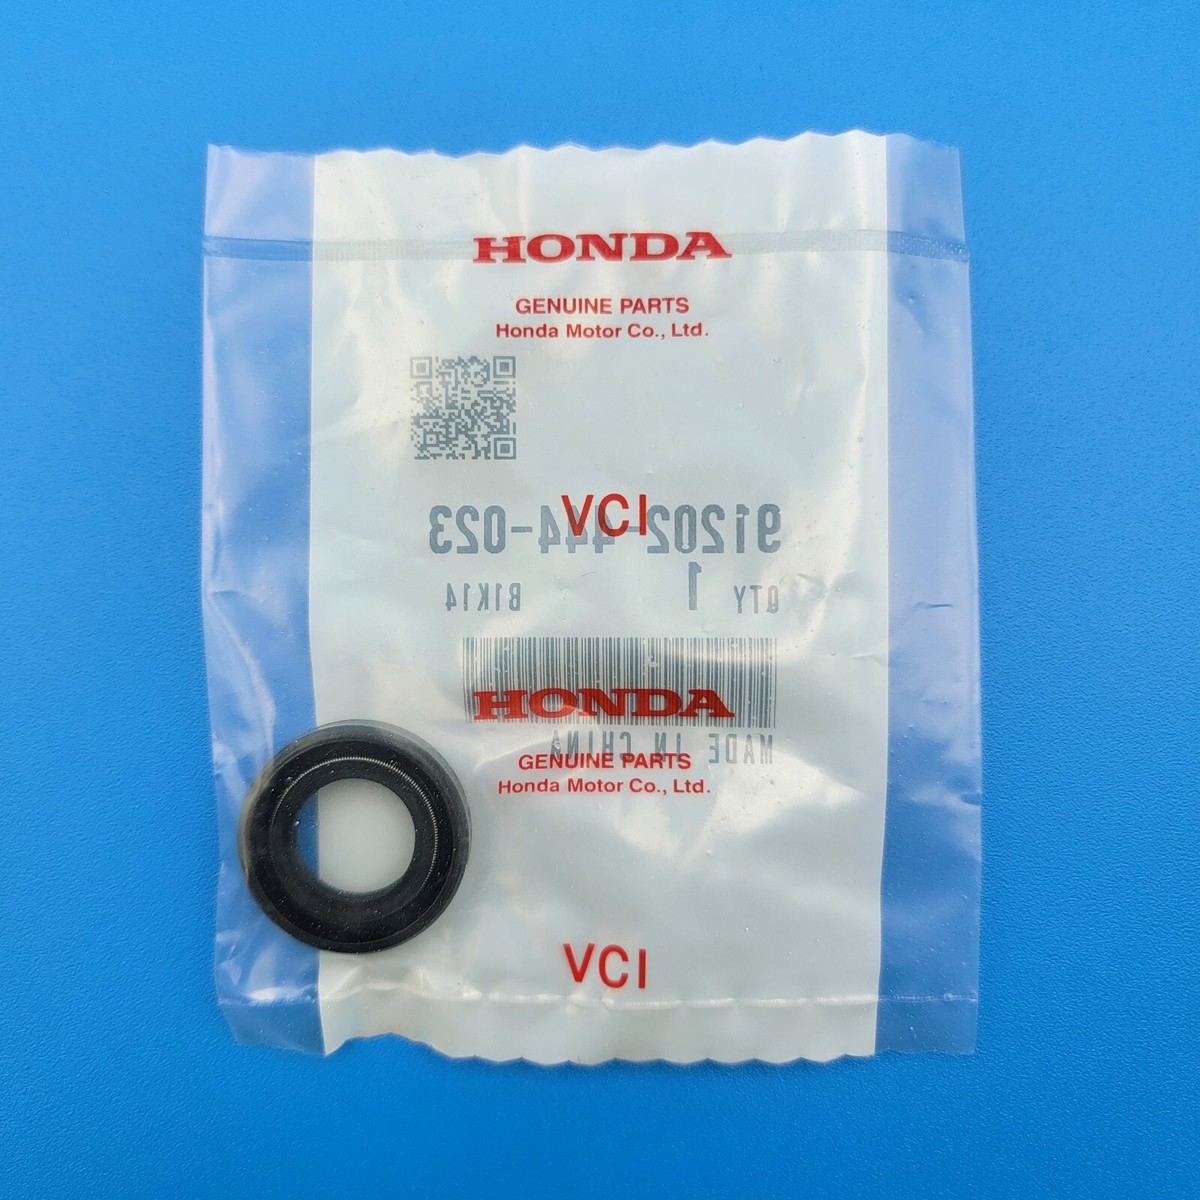 HONDA
GENUINE PARTS
Honda Motor Co., Ltd.
VCI
91202-444-023
QTY 1 B1K14
HONDA
MADE IN CHINA
GENUINE PARTS
Honda Motor Co., Ltd.
VCI